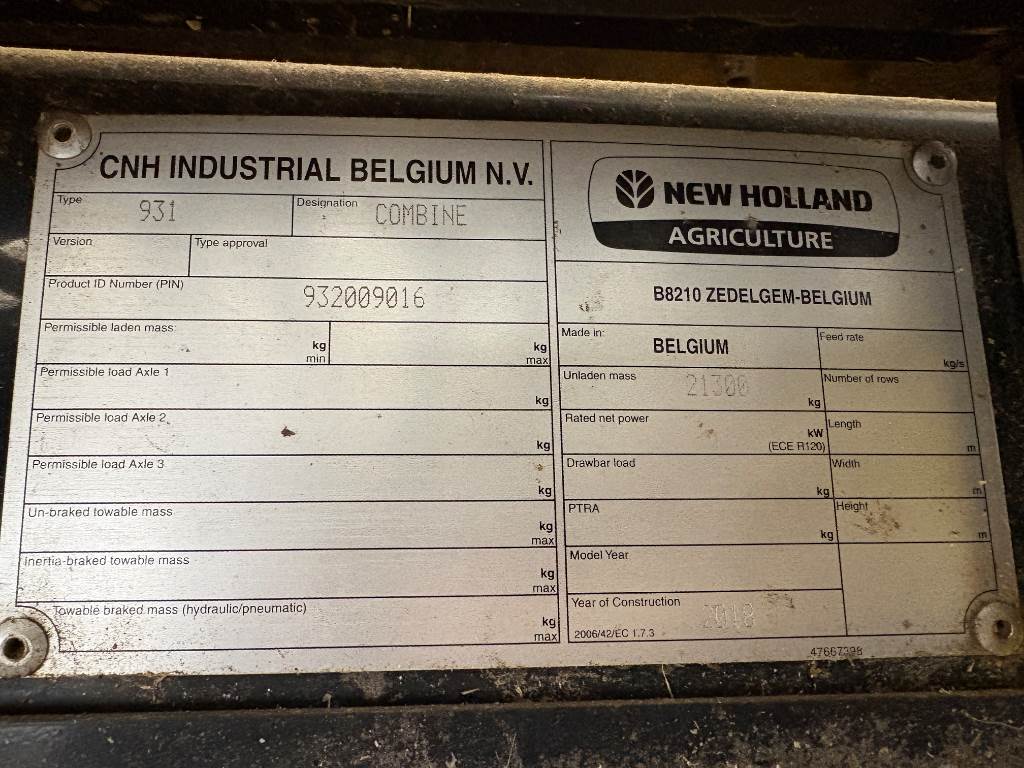 CNH INDUSTRIAL BELGIUM N.V.
Type 931 Designation COMBINE
Version Type approval
Product ID Number (PIN) 932009016
Permissible laden mass: kg min kg max
Permissible load Axle 1 kg
Permissible load Axle 2 kg
Permissible load Axle 3 kg
Un-braked towable mass kg max
Inertia-braked towable mass kg max
Towable braked mass (hydraulic/pneumatic) kg max
NEW HOLLAND
AGRICULTURE
B8210 ZEDELGEM-BELGIUM
Made in: BELGIUM Feed rate kg/s
Unladen mass 21300 kg Number of rows
Rated net power kW (ECE R120) Length m
Drawbar load kg Width m
PTRA kg Height m
Model Year
Year of Construction 2018
2006/42/EC 1.7.3
47667398